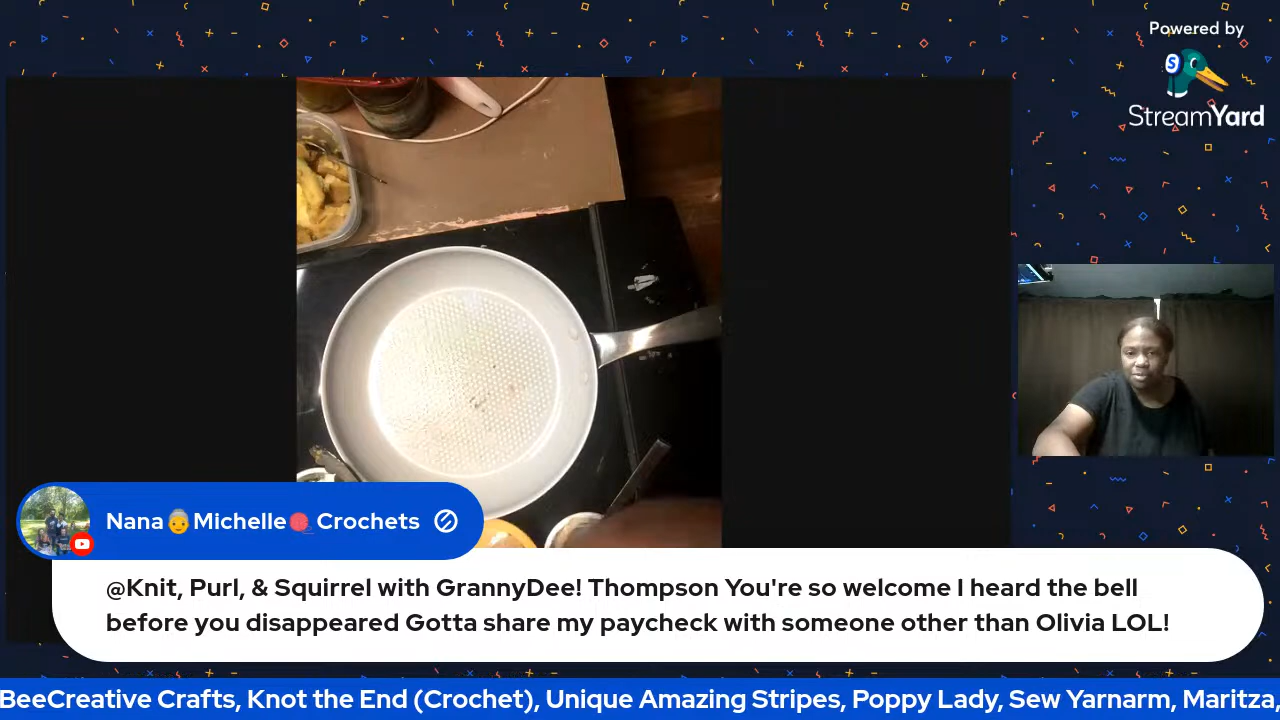 Powered by
S
StreamYard
Nana👵Michelle🧶Crochets
@Knit, Purl, & Squirrel with GrannyDee! Thompson You're so welcome I heard the bell
before you disappeared Gotta share my paycheck with someone other than Olivia LOL!
BeeCreative Crafts, Knot the End (Crochet), Unique Amazing Stripes, Poppy Lady, Sew Yarnarm, Maritza,